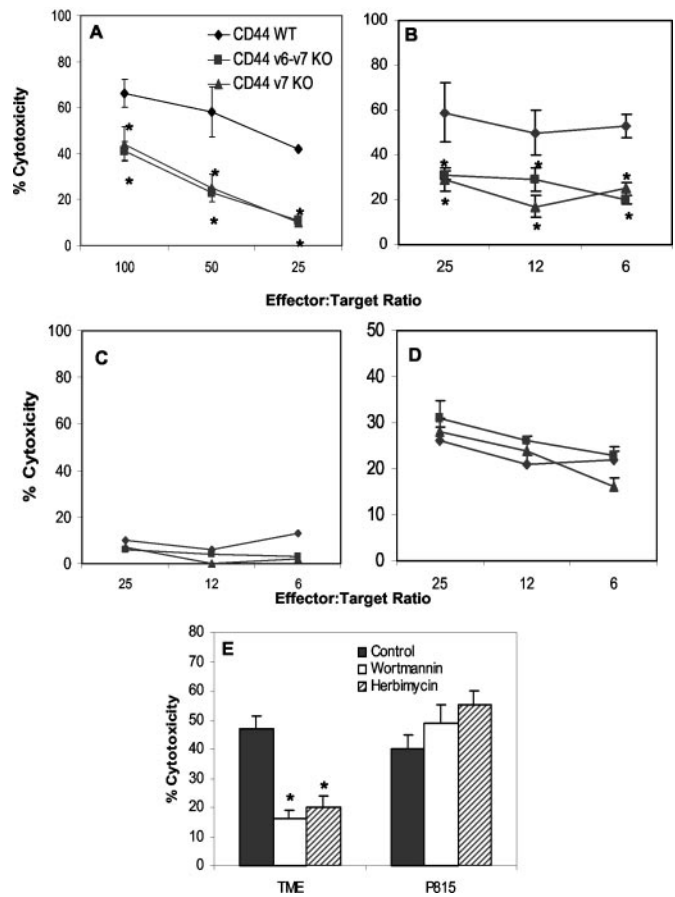 A
CD44 WT
CD44 v6-v7 KO
CD44 v7 KO
% Cytotoxicity
100
80
60
40
20
0
*
*
*
*
*
*
100 50 25
B
100
80
60
40
20
0
*
*
*
*
*
*
25 12 6
Effector:Target Ratio
C
% Cytoxicity
100
80
60
40
20
0
25 12 6
D
50
40
30
20
10
0
25 12 6
Effector:Target Ratio
E
Control
Wortmannin
Herbimycin
% Cytotoxicity
80
70
60
50
40
30
20
10
0
*
*
TME P815